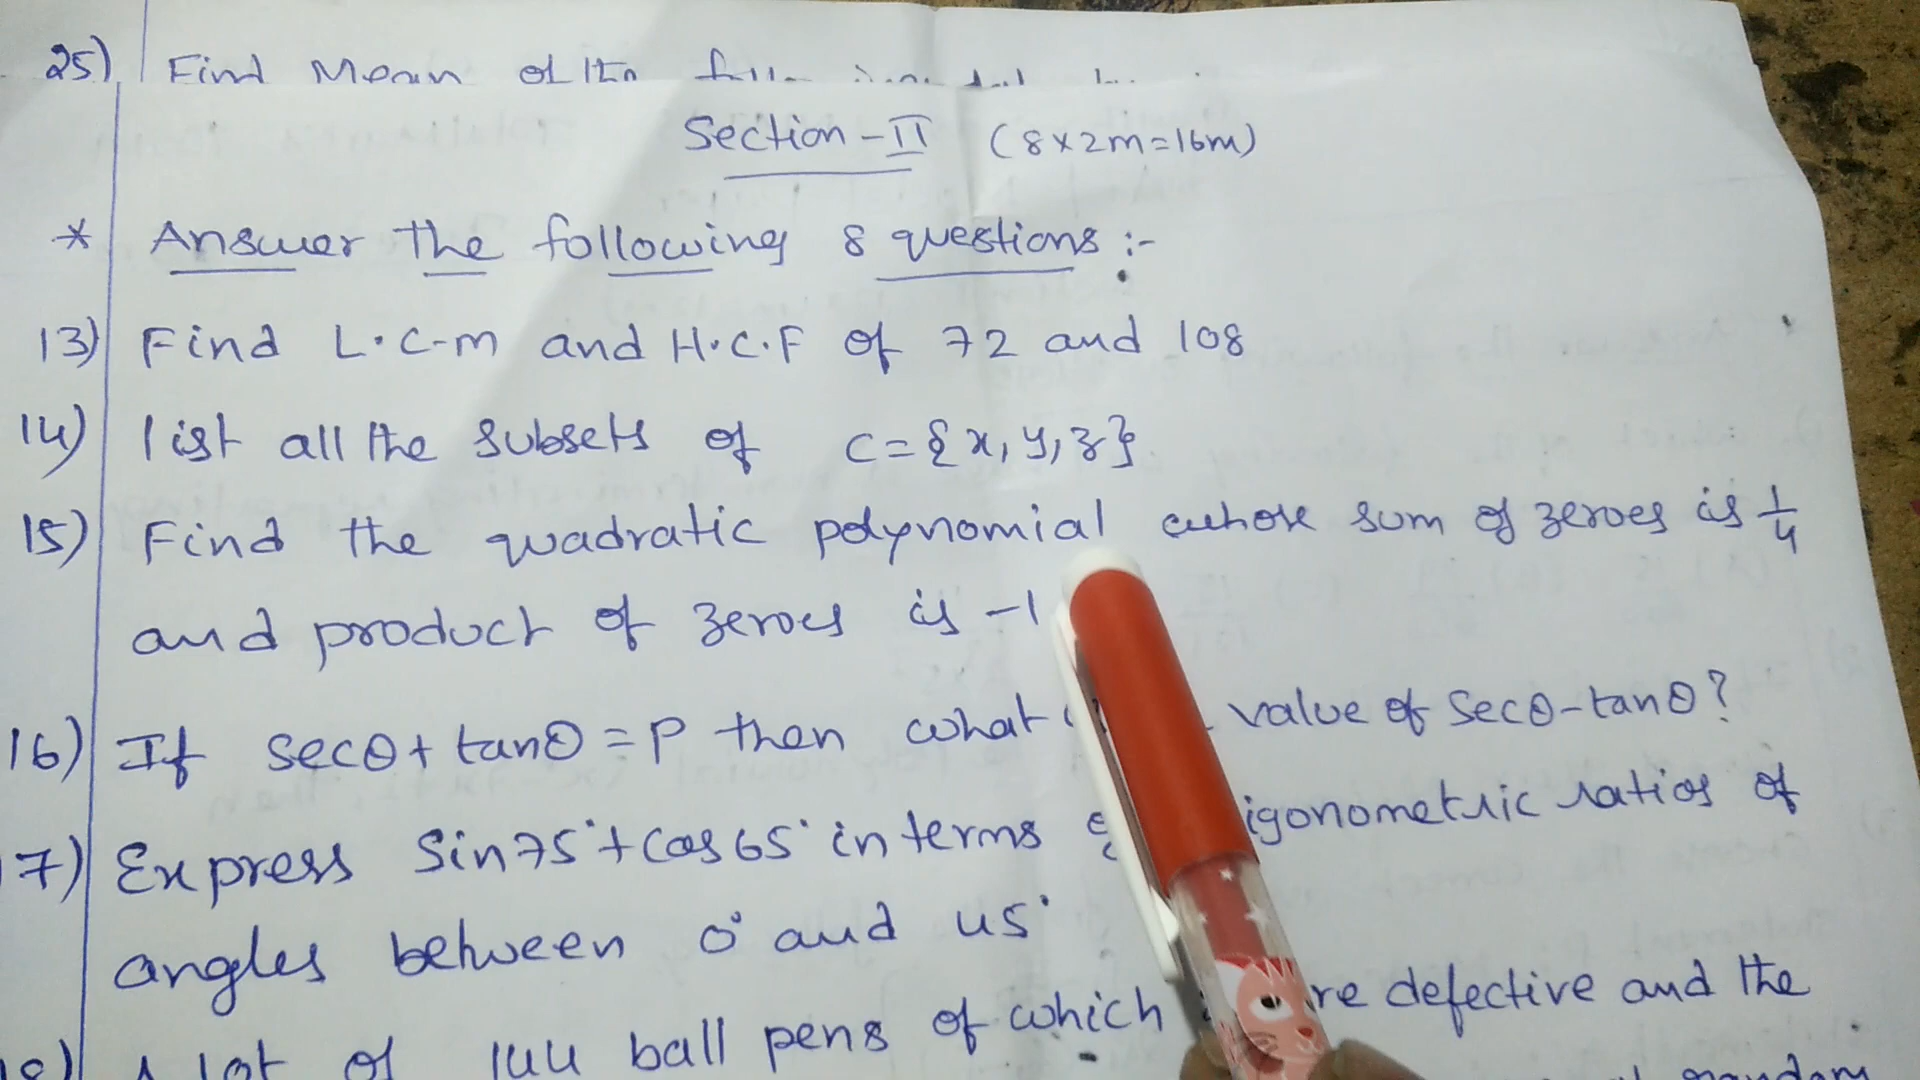 25) Find Mean of the
Section-II (8x2m=16m)
* Answer the following 8 questions :-
13) Find L.C.m and H.C.F of 72 and 108
14) list all the subsets of C={x, y, z}
15) Find the quadratic polynomial whose sum of zeroes is 1/4
and product of zeroes is -1
16) If secθ+tanθ=P then what value of Secθ-tanθ?
7) Express Sin75°+cos65° in terms igonometric ratios of
angles between 0° and 45°
lot of 144 ball pens of which re defective and the
random